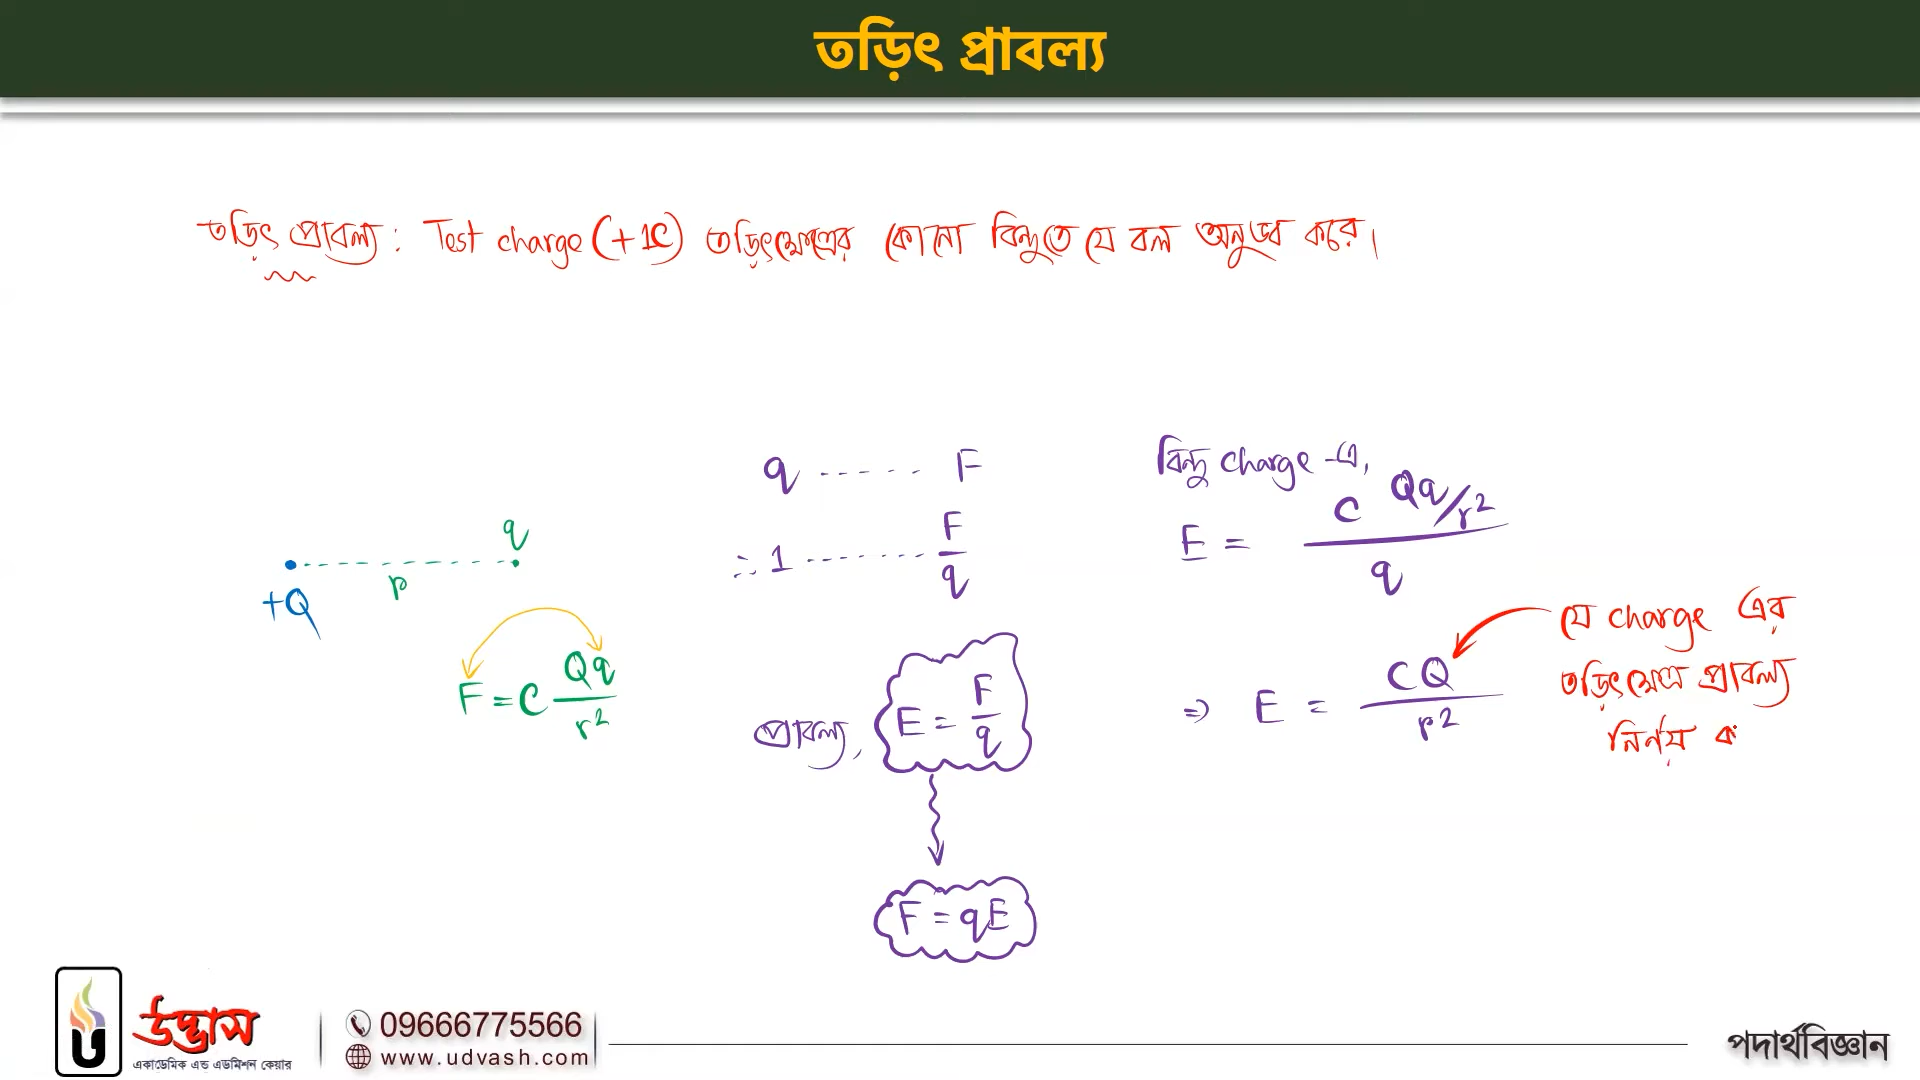 তড়িৎ প্রাবল্য
তড়িৎ প্রাবল্য : Test charge (+1C) তড়িৎক্ষেত্রের কোনো বিন্দুতে যে বল অনুভব করে।
q ------ F
∴ 1 -------- F/q
প্রাবল্য, E = F/q
F = qE
q
+Q
r
F = C Qq/r²
বিন্দু charge -এ,
E = C Qq/r² / q
⇒ E = CQ/r²
যে charge এর
তড়িৎক্ষেত্রে প্রাবল্য
নির্ণয় ক
U
উদ্ভাস
একাডেমিক এন্ড এডমিশন কেয়ার
09666775566
www.udvash.com
পদার্থবিজ্ঞান